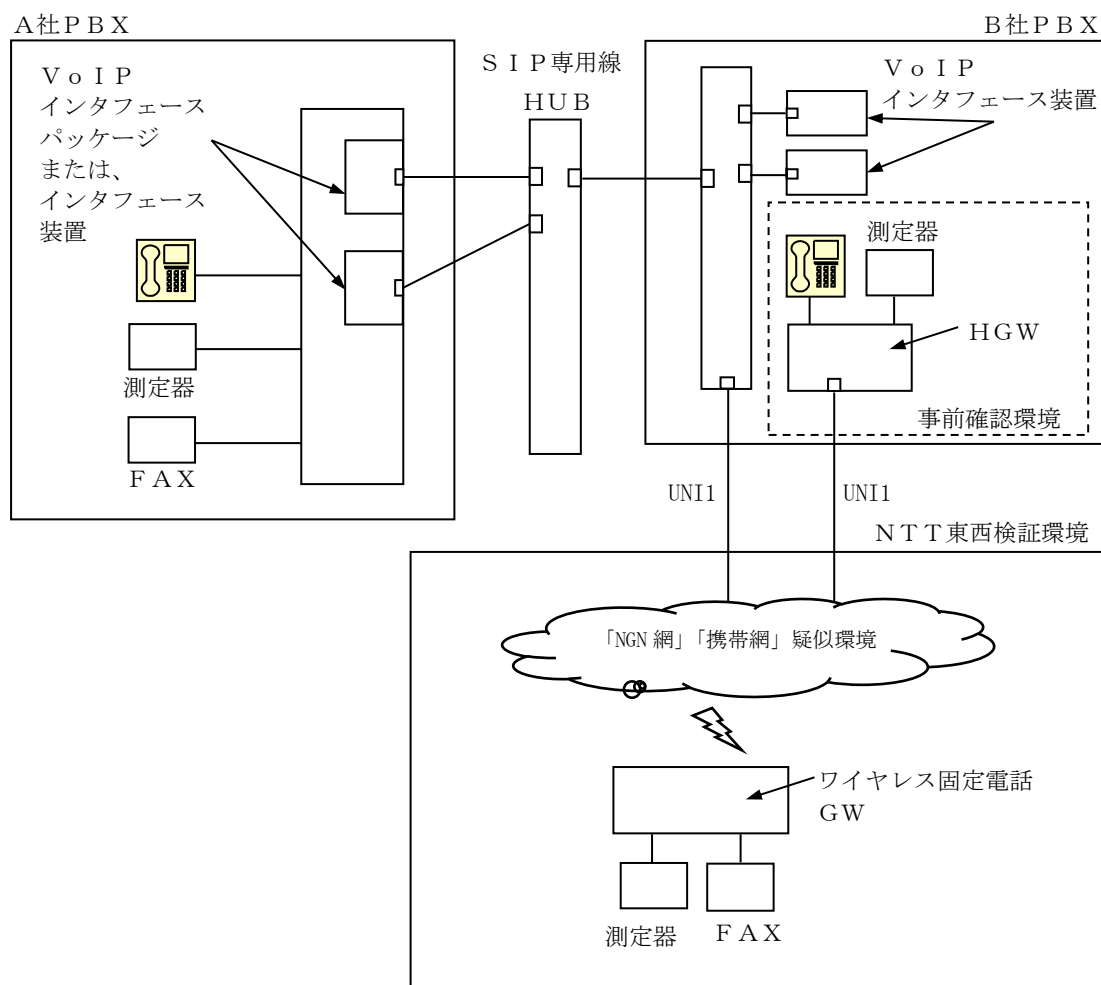 A社PBX
B社PBX
VoIP
インタフェース
パッケージ
または、
インタフェース
装置
SIP専用線
HUB
VoIP
インタフェース装置
測定器
FAX
測定器
HGW
事前確認環境
UNI1
UNI1
NTT東西検証環境
「NGN網」「携帯網」疑似環境
ワイヤレス固定電話
GW
測定器
FAX